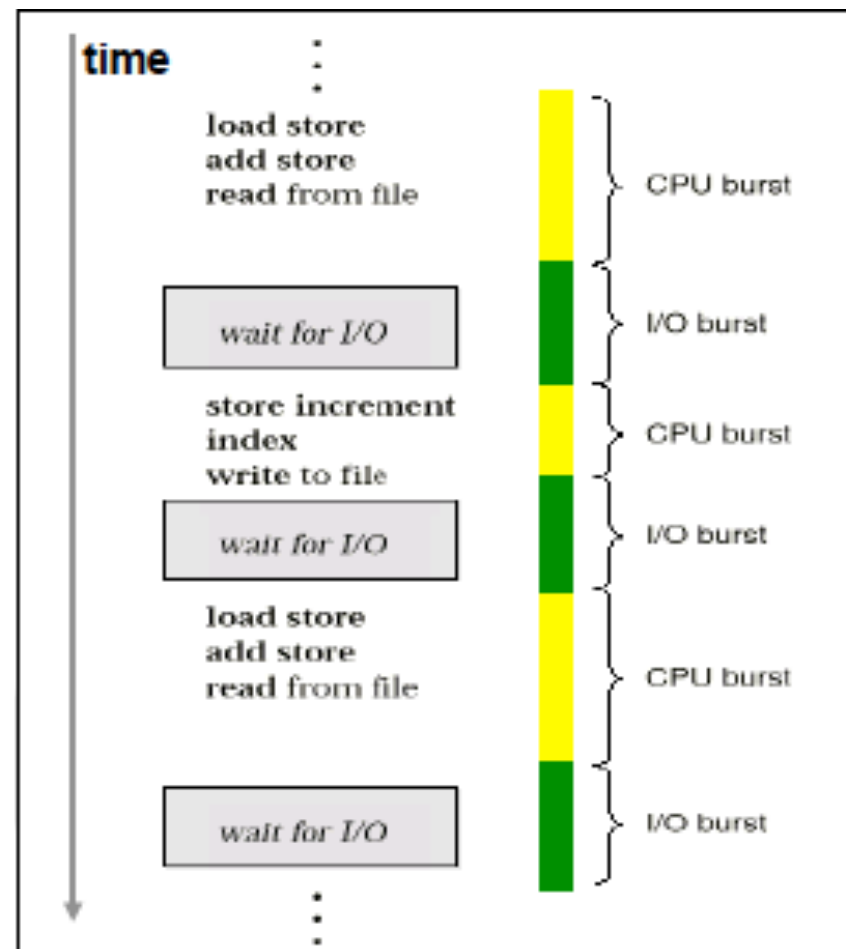 time
load store
add store
read from file
CPU burst
wait for I/O
I/O burst
store increment
index
write to file
CPU burst
wait for I/O
I/O burst
load store
add store
read from file
CPU burst
wait for I/O
I/O burst